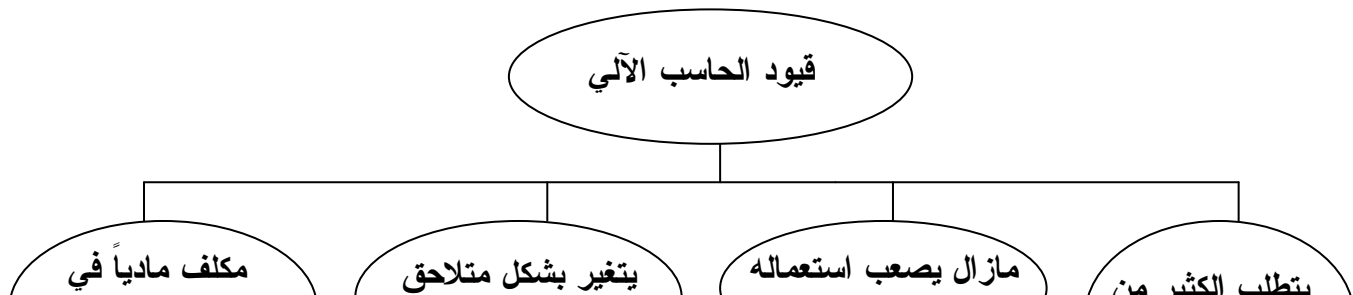 قيود الحاسب الآلي
يتطلب الكثير من
مازال يصعب استعماله
يتغير بشكل متلاحق
مكلف مادياً في